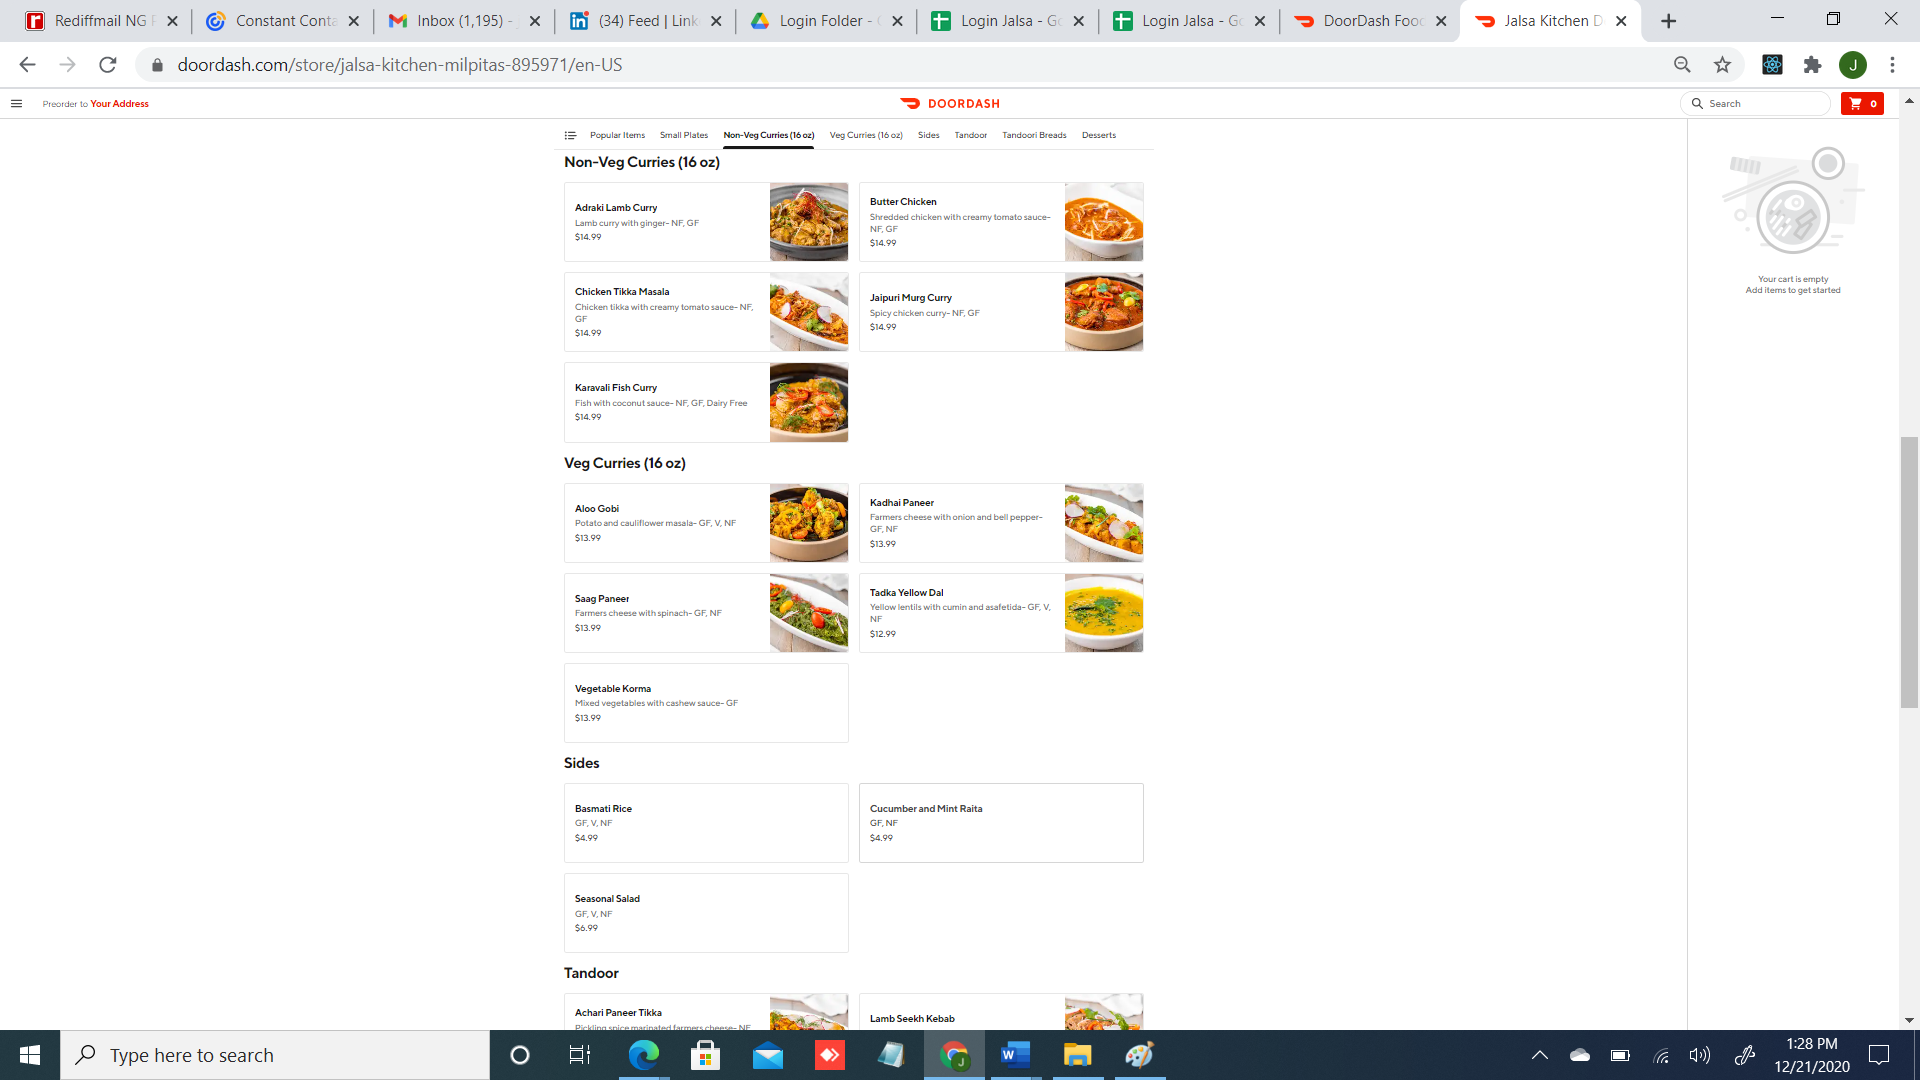 Rediffmail NG
Constant Conta
Inbox (1,195) -
(34) Feed | Link
Login Folder -
Login Jalsa - Go
Login Jalsa - Go
DoorDash Food
Jalsa Kitchen D
doordash.com/store/jalsa-kitchen-milpitas-895971/en-US
J
Preorder to Your Address
DOORDASH
Search
0
Popular Items
Small Plates
Non-Veg Curries (16 oz)
Veg Curries (16 oz)
Sides
Tandoor
Tandoori Breads
Desserts
Non-Veg Curries (16 oz)
Adraki Lamb Curry
Lamb curry with ginger- NF, GF
$14.99
Butter Chicken
Shredded chicken with creamy tomato sauce-
NF, GF
$14.99
Chicken Tikka Masala
Chicken tikka with creamy tomato sauce- NF,
GF
$14.99
Jaipuri Murg Curry
Spicy chicken curry- NF, GF
$14.99
Karavali Fish Curry
Fish with coconut sauce- NF, GF, Dairy Free
$14.99
Your cart is empty
Add items to get started
Veg Curries (16 oz)
Aloo Gobi
Potato and cauliflower masala- GF, V, NF
$13.99
Kadhai Paneer
Farmers cheese with onion and bell pepper-
GF, NF
$13.99
Saag Paneer
Farmers cheese with spinach- GF, NF
$13.99
Tadka Yellow Dal
Yellow lentils with cumin and asafetida- GF, V,
NF
$12.99
Vegetable Korma
Mixed vegetables with cashew sauce- GF
$13.99
Sides
Basmati Rice
GF, V, NF
$4.99
Cucumber and Mint Raita
GF, NF
$4.99
Seasonal Salad
GF, V, NF
$6.99
Tandoor
Achari Paneer Tikka
Pickling spice marinated farmers cheese- NF
Lamb Seekh Kebab
Type here to search
1:28 PM
12/21/2020